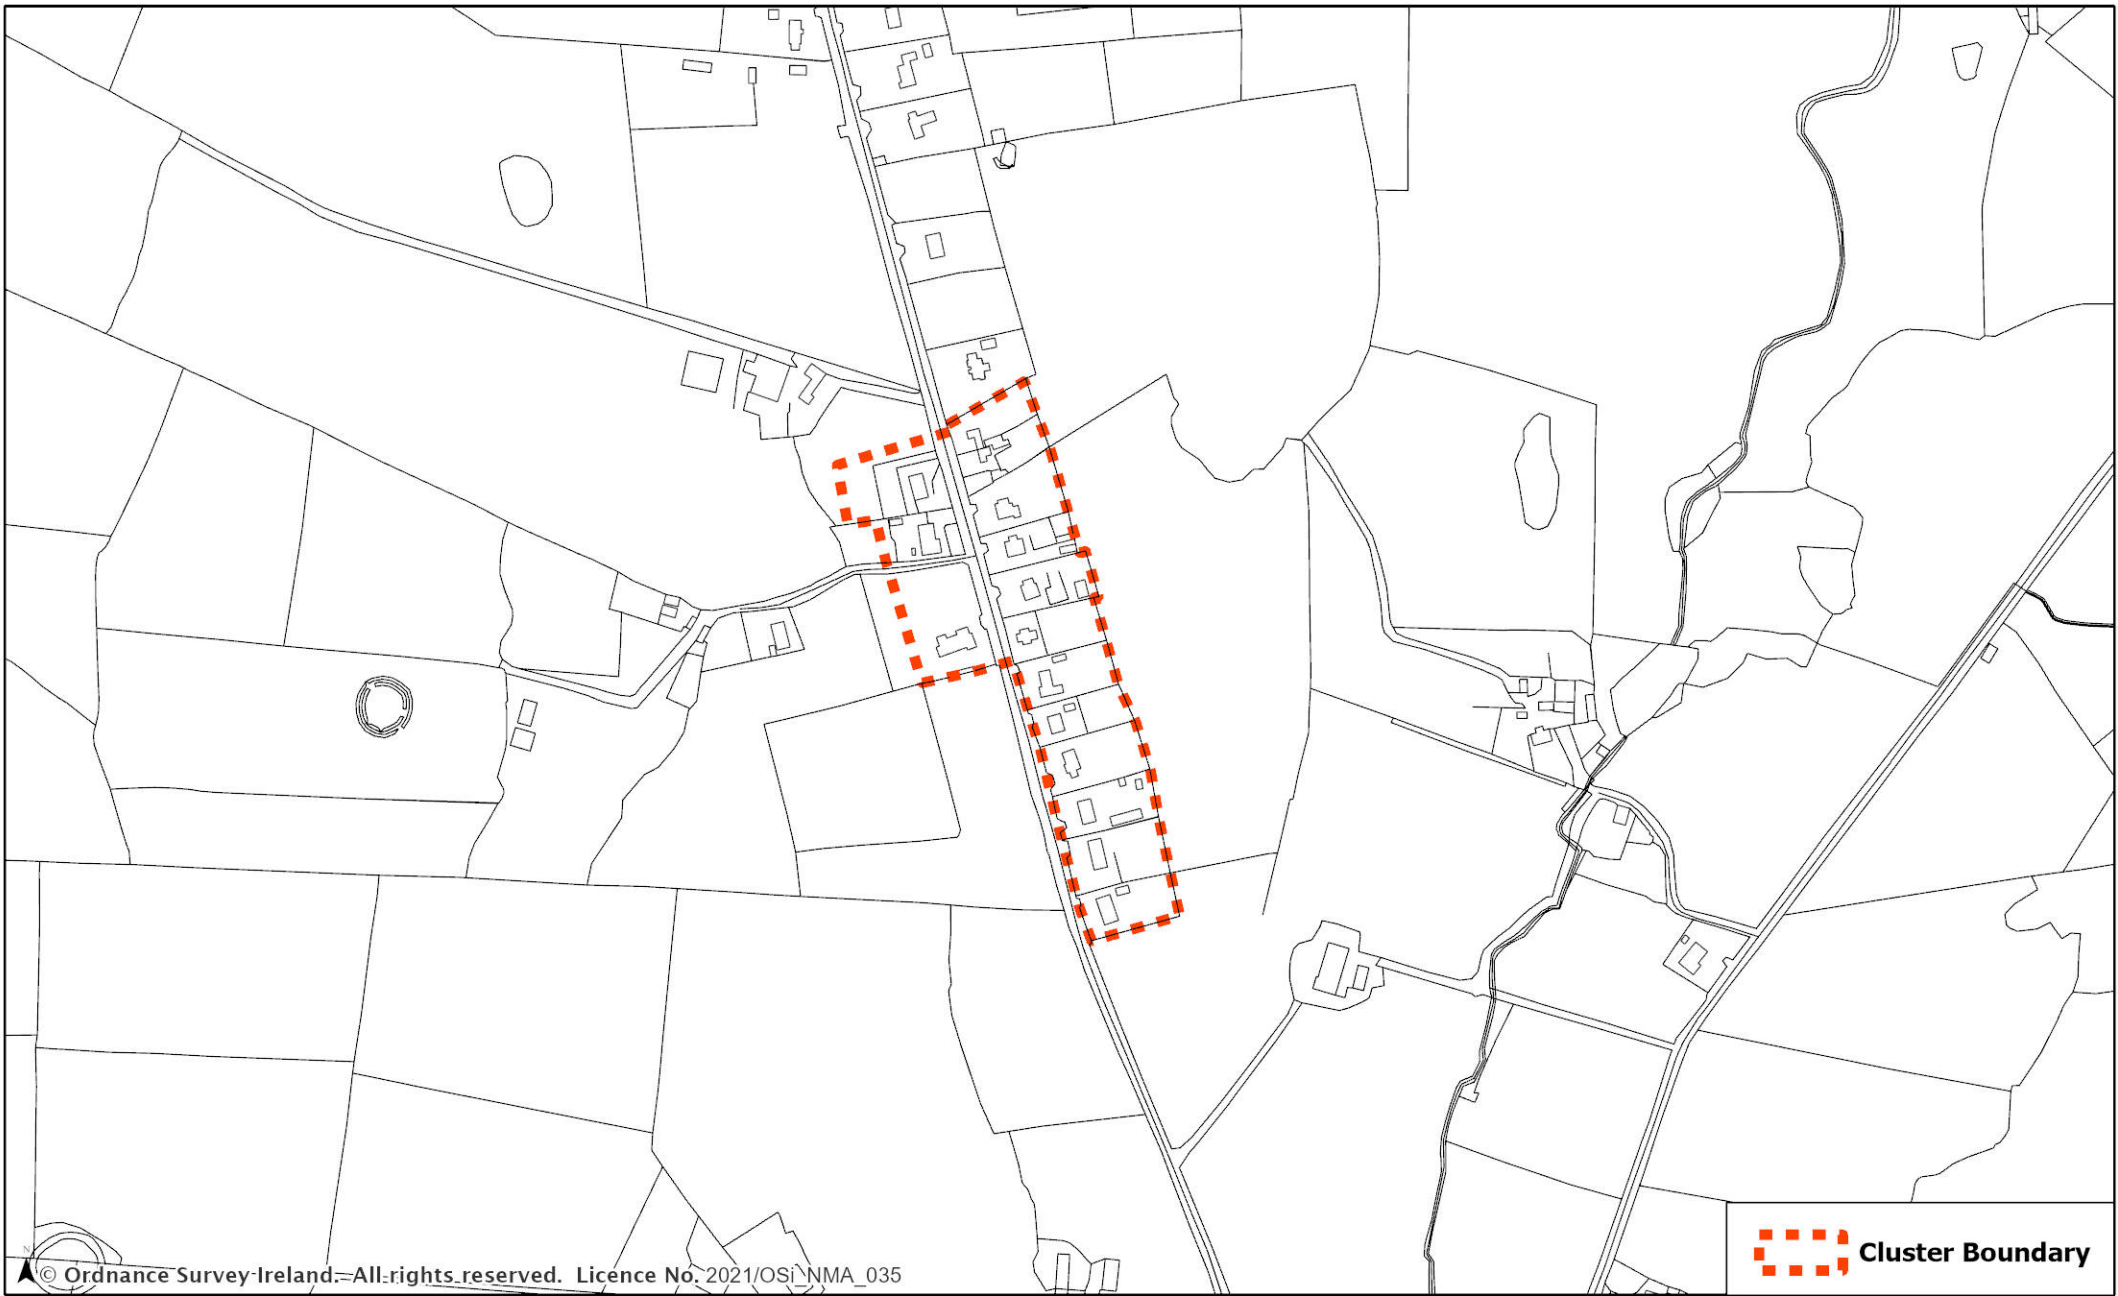 Cluster Boundary
N
© Ordnance Survey Ireland. All rights reserved. Licence No. 2021/OSi_NMA_035